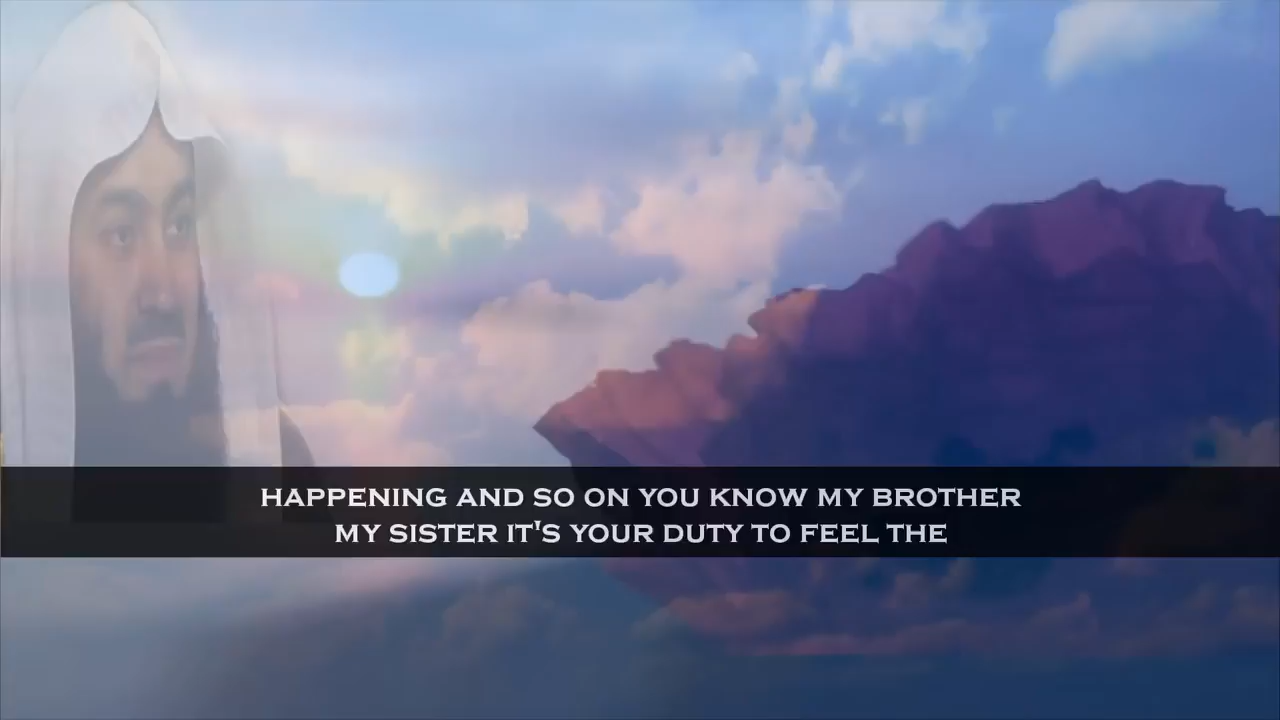 HAPPENING AND SO ON YOU KNOW MY BROTHER
MY SISTER IT'S YOUR DUTY TO FEEL THE